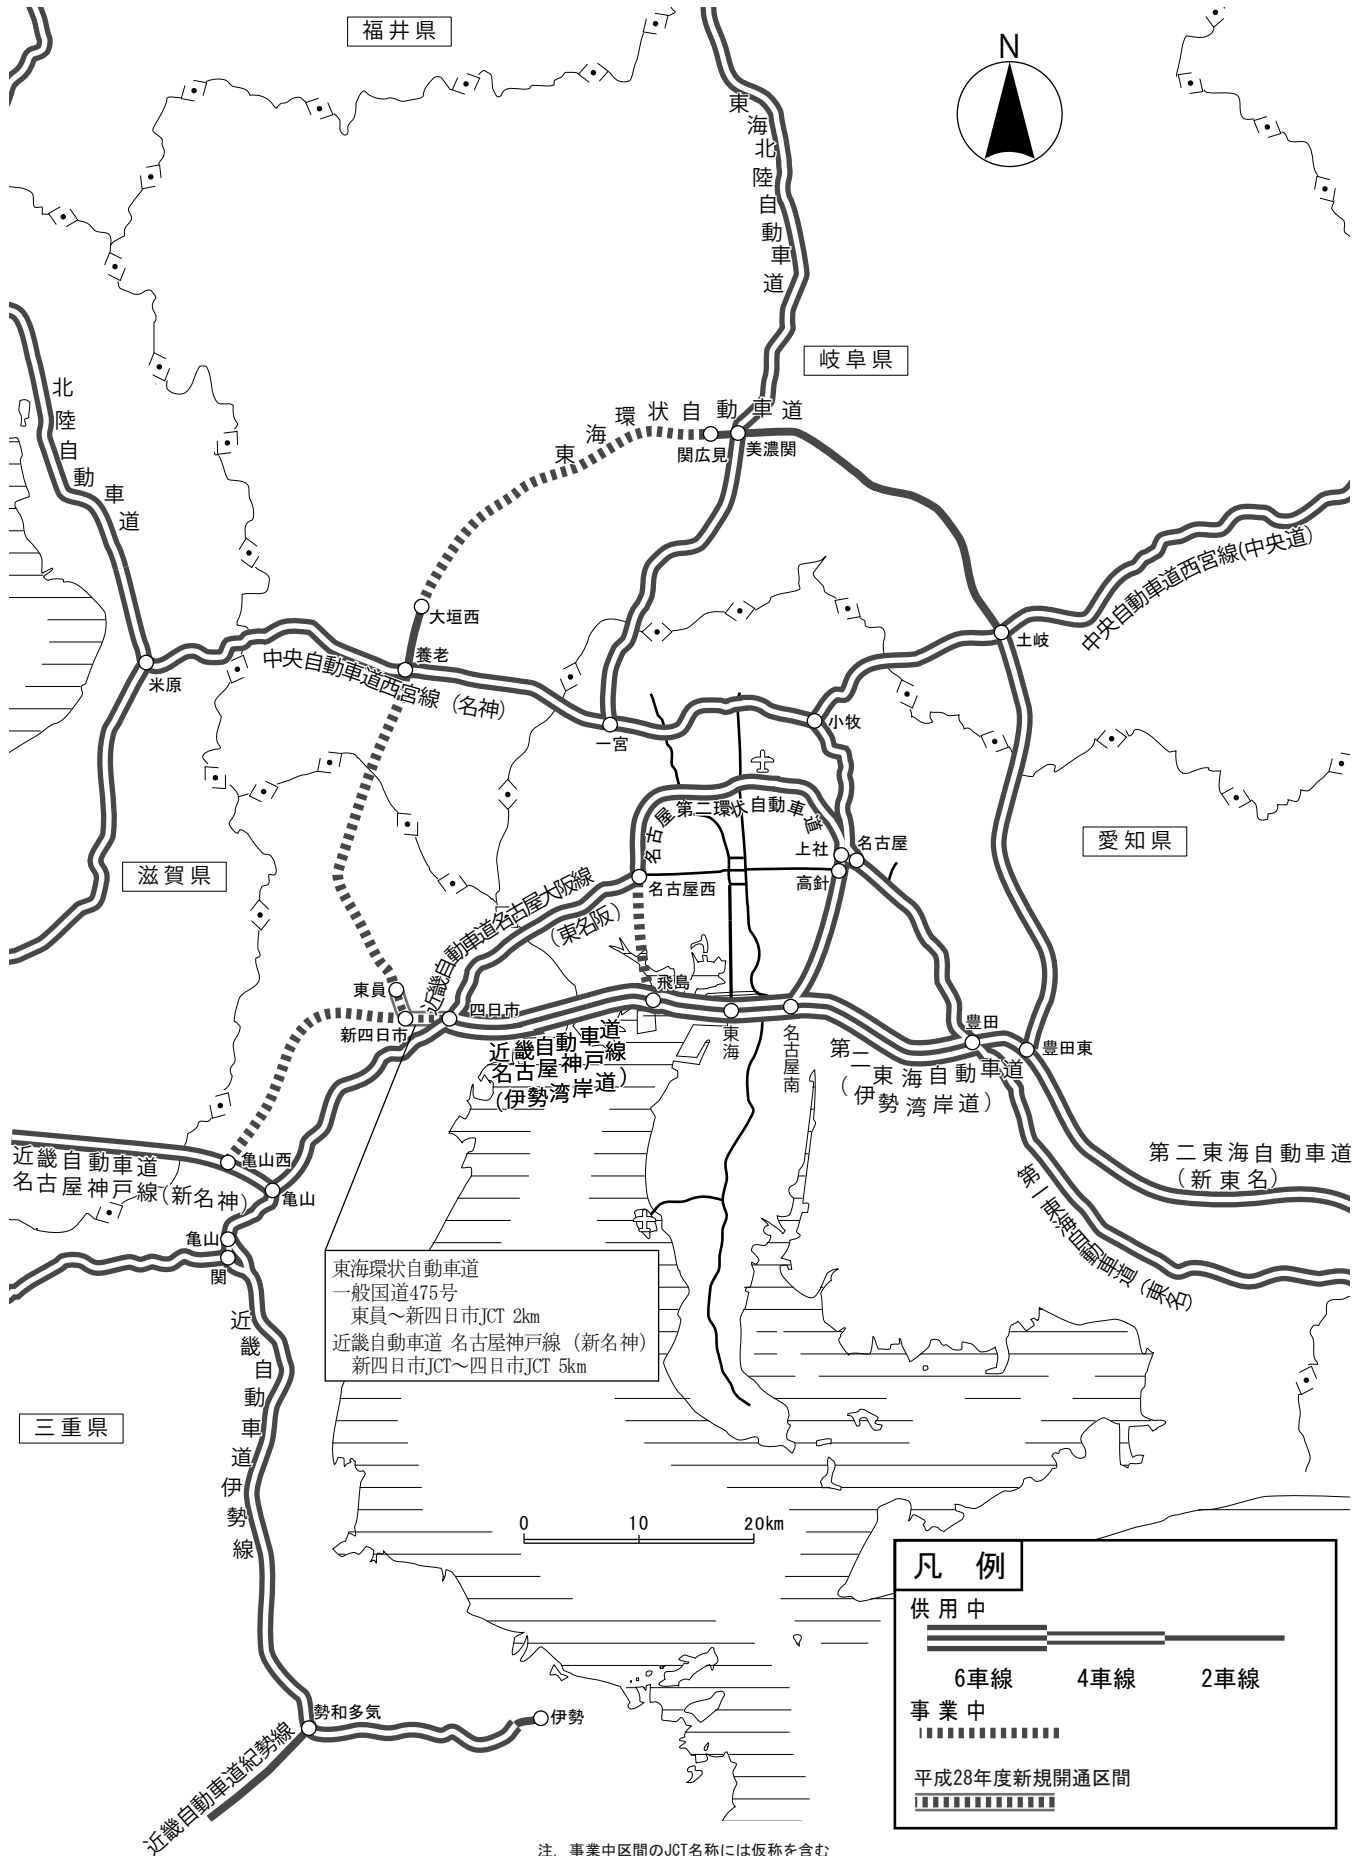 福井県
N
東海北陸自動車道
岐阜県
北陸自動車道
東海環状自動車道
関広見
美濃関
中央自動車道西宮線(中央道)
大垣西
土岐
養老
米原
中央自動車道西宮線（名神）
一宮
小牧
名古屋第二環状自動車道
上社
名古屋
愛知県
滋賀県
高針
名古屋西
近畿自動車道名古屋大阪線
（東名阪）
東員
飛島
四日市
新四日市
豊田
豊田東
東海
名古屋南
近畿自動車道
名古屋神戸線
（伊勢湾岸道）
第二東海自動車道
（伊勢湾岸道）
亀山西
近畿自動車道
名古屋神戸線(新名神)
亀山
第二東海自動車道
（新東名）
第一東海自動車道（東名）
亀山
関
東海環状自動車道
一般国道475号
東員～新四日市JCT 2km
近畿自動車道 名古屋神戸線（新名神）
新四日市JCT～四日市JCT 5km
近畿自動車道伊勢線
三重県
0 10 20km
凡例
供用中
6車線 4車線 2車線
事業中
平成28年度新規開通区間
勢和多気
伊勢
近畿自動車道紀勢線
注．事業中区間のJCT名称には仮称を含む